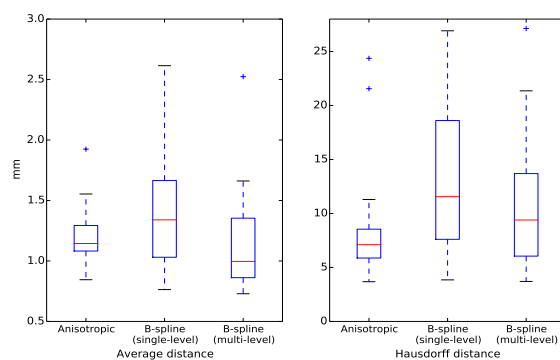 3.0
2.5
2.0
1.5
1.0
0.5
mm
Anisotropic
B-spline
(single-level)
B-spline
(multi-level)
Average distance
25
20
15
10
5
0
Anisotropic
B-spline
(single-level)
B-spline
(multi-level)
Hausdorff distance